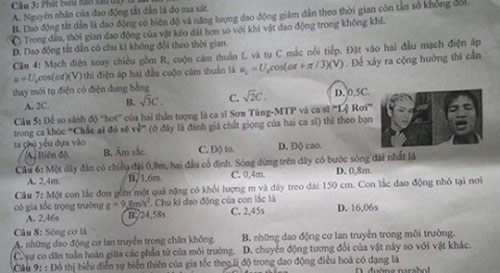 Câu 3: Phát biểu nào sau đây là
A. Nguyên nhân của dao động tắt dần là do ma sát.
B. Dao động tắt dần là dao động có biên độ và năng lượng dao động giảm dần theo thời gian còn tần số không đổi.
C. Trong dầu, thời gian dao động của vật kéo dài hơn so với khi vật dao động trong không khí.
D. Dao động tắt dần có chu kì không đổi theo thời gian.
Câu 4: Mạch điện xoay chiều gồm R, cuộn cảm thuần L và tụ C mắc nối tiếp. Đặt vào hai đầu mạch điện áp
u = U₀cos(ωt)(V) thì điện áp hai đầu cuộn cảm thuần là u_L = U₀cos(ωt + π/3)(V). Để xảy ra cộng hưởng thì cần
thay mới tụ điện có điện dung bằng
A. 2C. B. √3C. C. √2C. D. 0,5C.
Câu 5: Để so sánh độ "hot" của hai thần tượng là ca sĩ Sơn Tùng-MTP và ca sĩ "Lệ Rơi"
trong ca khúc "Chắc ai đó sẽ về" (ở đây là đánh giá chất giọng của hai ca sĩ) thì theo bạn
ta chủ yếu dựa vào
A. Biên độ. B. Âm sắc. C. Độ to. D. Độ cao.
Câu 6: Một dây đàn có chiều dài 0,8m, hai đầu cố định. Sóng dừng trên dây có bước sóng dài nhất là
A. 2,4m. B. 1,6m. C. 0,4m. D. 0,8m.
Câu 7: Một con lắc đơn gồm một quả nặng có khối lượng m và dây treo dài 150 cm. Con lắc dao động nhỏ tại nơi
có gia tốc trọng trường g = 9,8m/s². Chu kì dao động của con lắc là
A. 2,46s B. 24,58s C. 2,45s D. 16,06s
Câu 8: Sóng cơ là
A. những dao động cơ lan truyền trong chân không. B. những dao động cơ lan truyền trong môi trường.
C. sự co dãn tuần hoàn giữa các phần tử của môi trường. D. chuyển động tương đối của vật này so với vật khác.
Câu 9: : Đồ thị biểu diễn sự biến thiên của gia tốc theo li độ trong dao động điều hoà có dạng là
D. đường parabol.